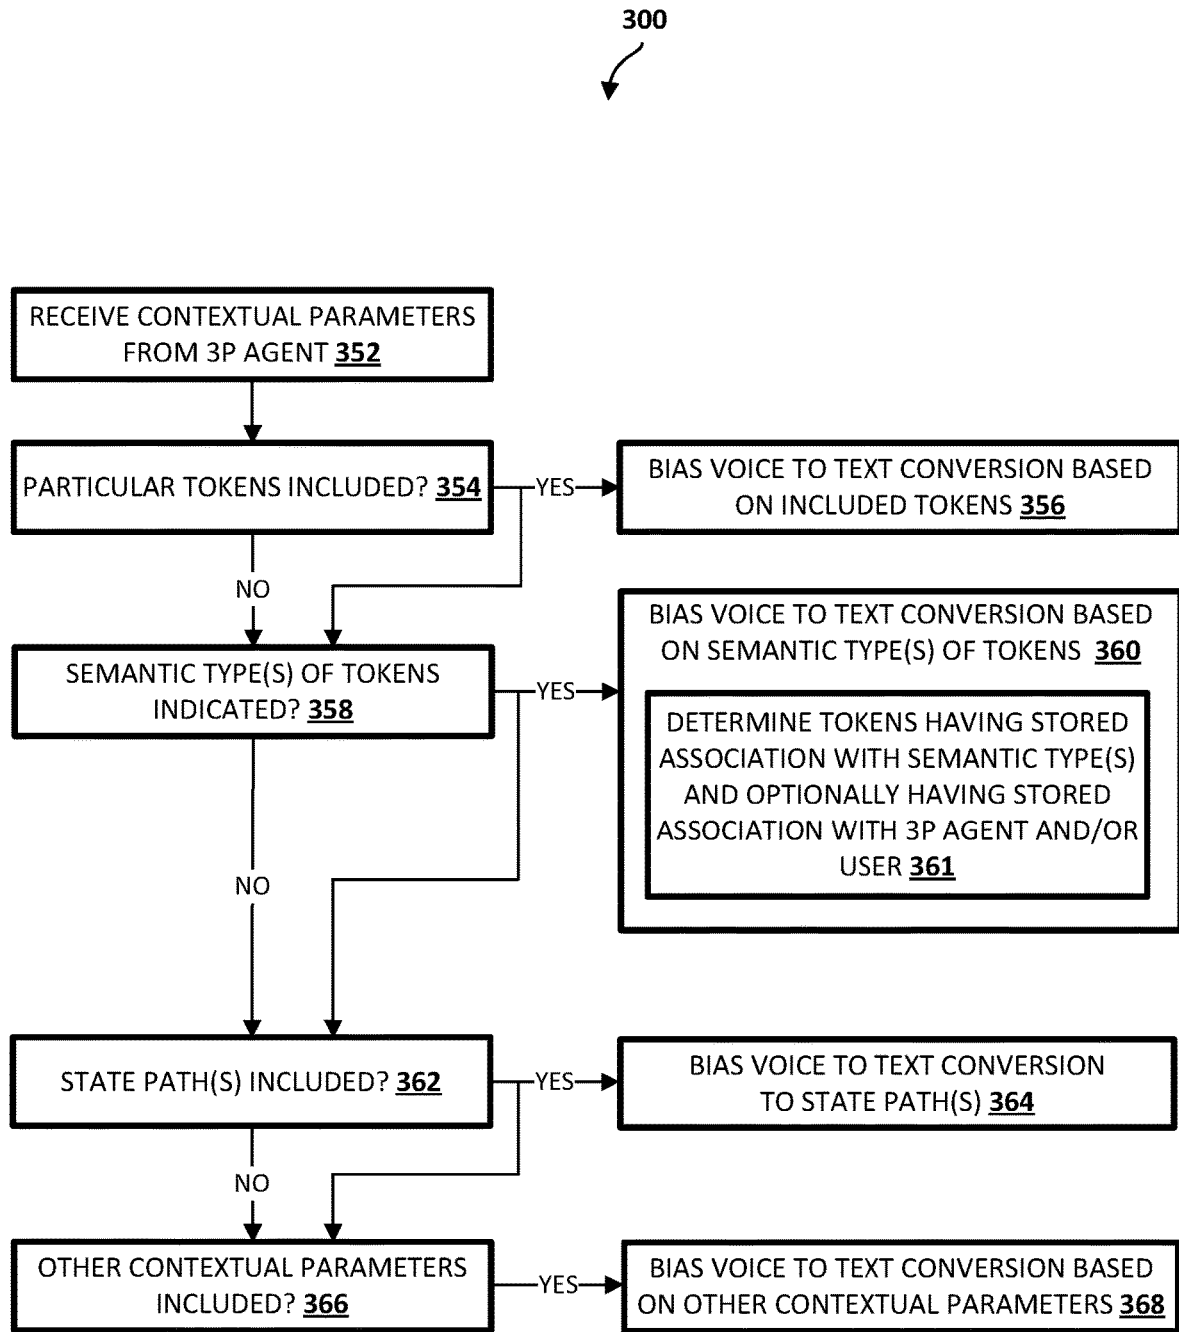 300
RECEIVE CONTEXTUAL PARAMETERS
FROM 3P AGENT 352
PARTICULAR TOKENS INCLUDED? 354
YES
BIAS VOICE TO TEXT CONVERSION BASED
ON INCLUDED TOKENS 356
NO
SEMANTIC TYPE(S) OF TOKENS
INDICATED? 358
YES
BIAS VOICE TO TEXT CONVERSION BASED
ON SEMANTIC TYPE(S) OF TOKENS 360
DETERMINE TOKENS HAVING STORED
ASSOCIATION WITH SEMANTIC TYPE(S)
AND OPTIONALLY HAVING STORED
ASSOCIATION WITH 3P AGENT AND/OR
USER 361
NO
STATE PATH(S) INCLUDED? 362
YES
BIAS VOICE TO TEXT CONVERSION
TO STATE PATH(S) 364
NO
OTHER CONTEXTUAL PARAMETERS
INCLUDED? 366
YES
BIAS VOICE TO TEXT CONVERSION BASED
ON OTHER CONTEXTUAL PARAMETERS 368